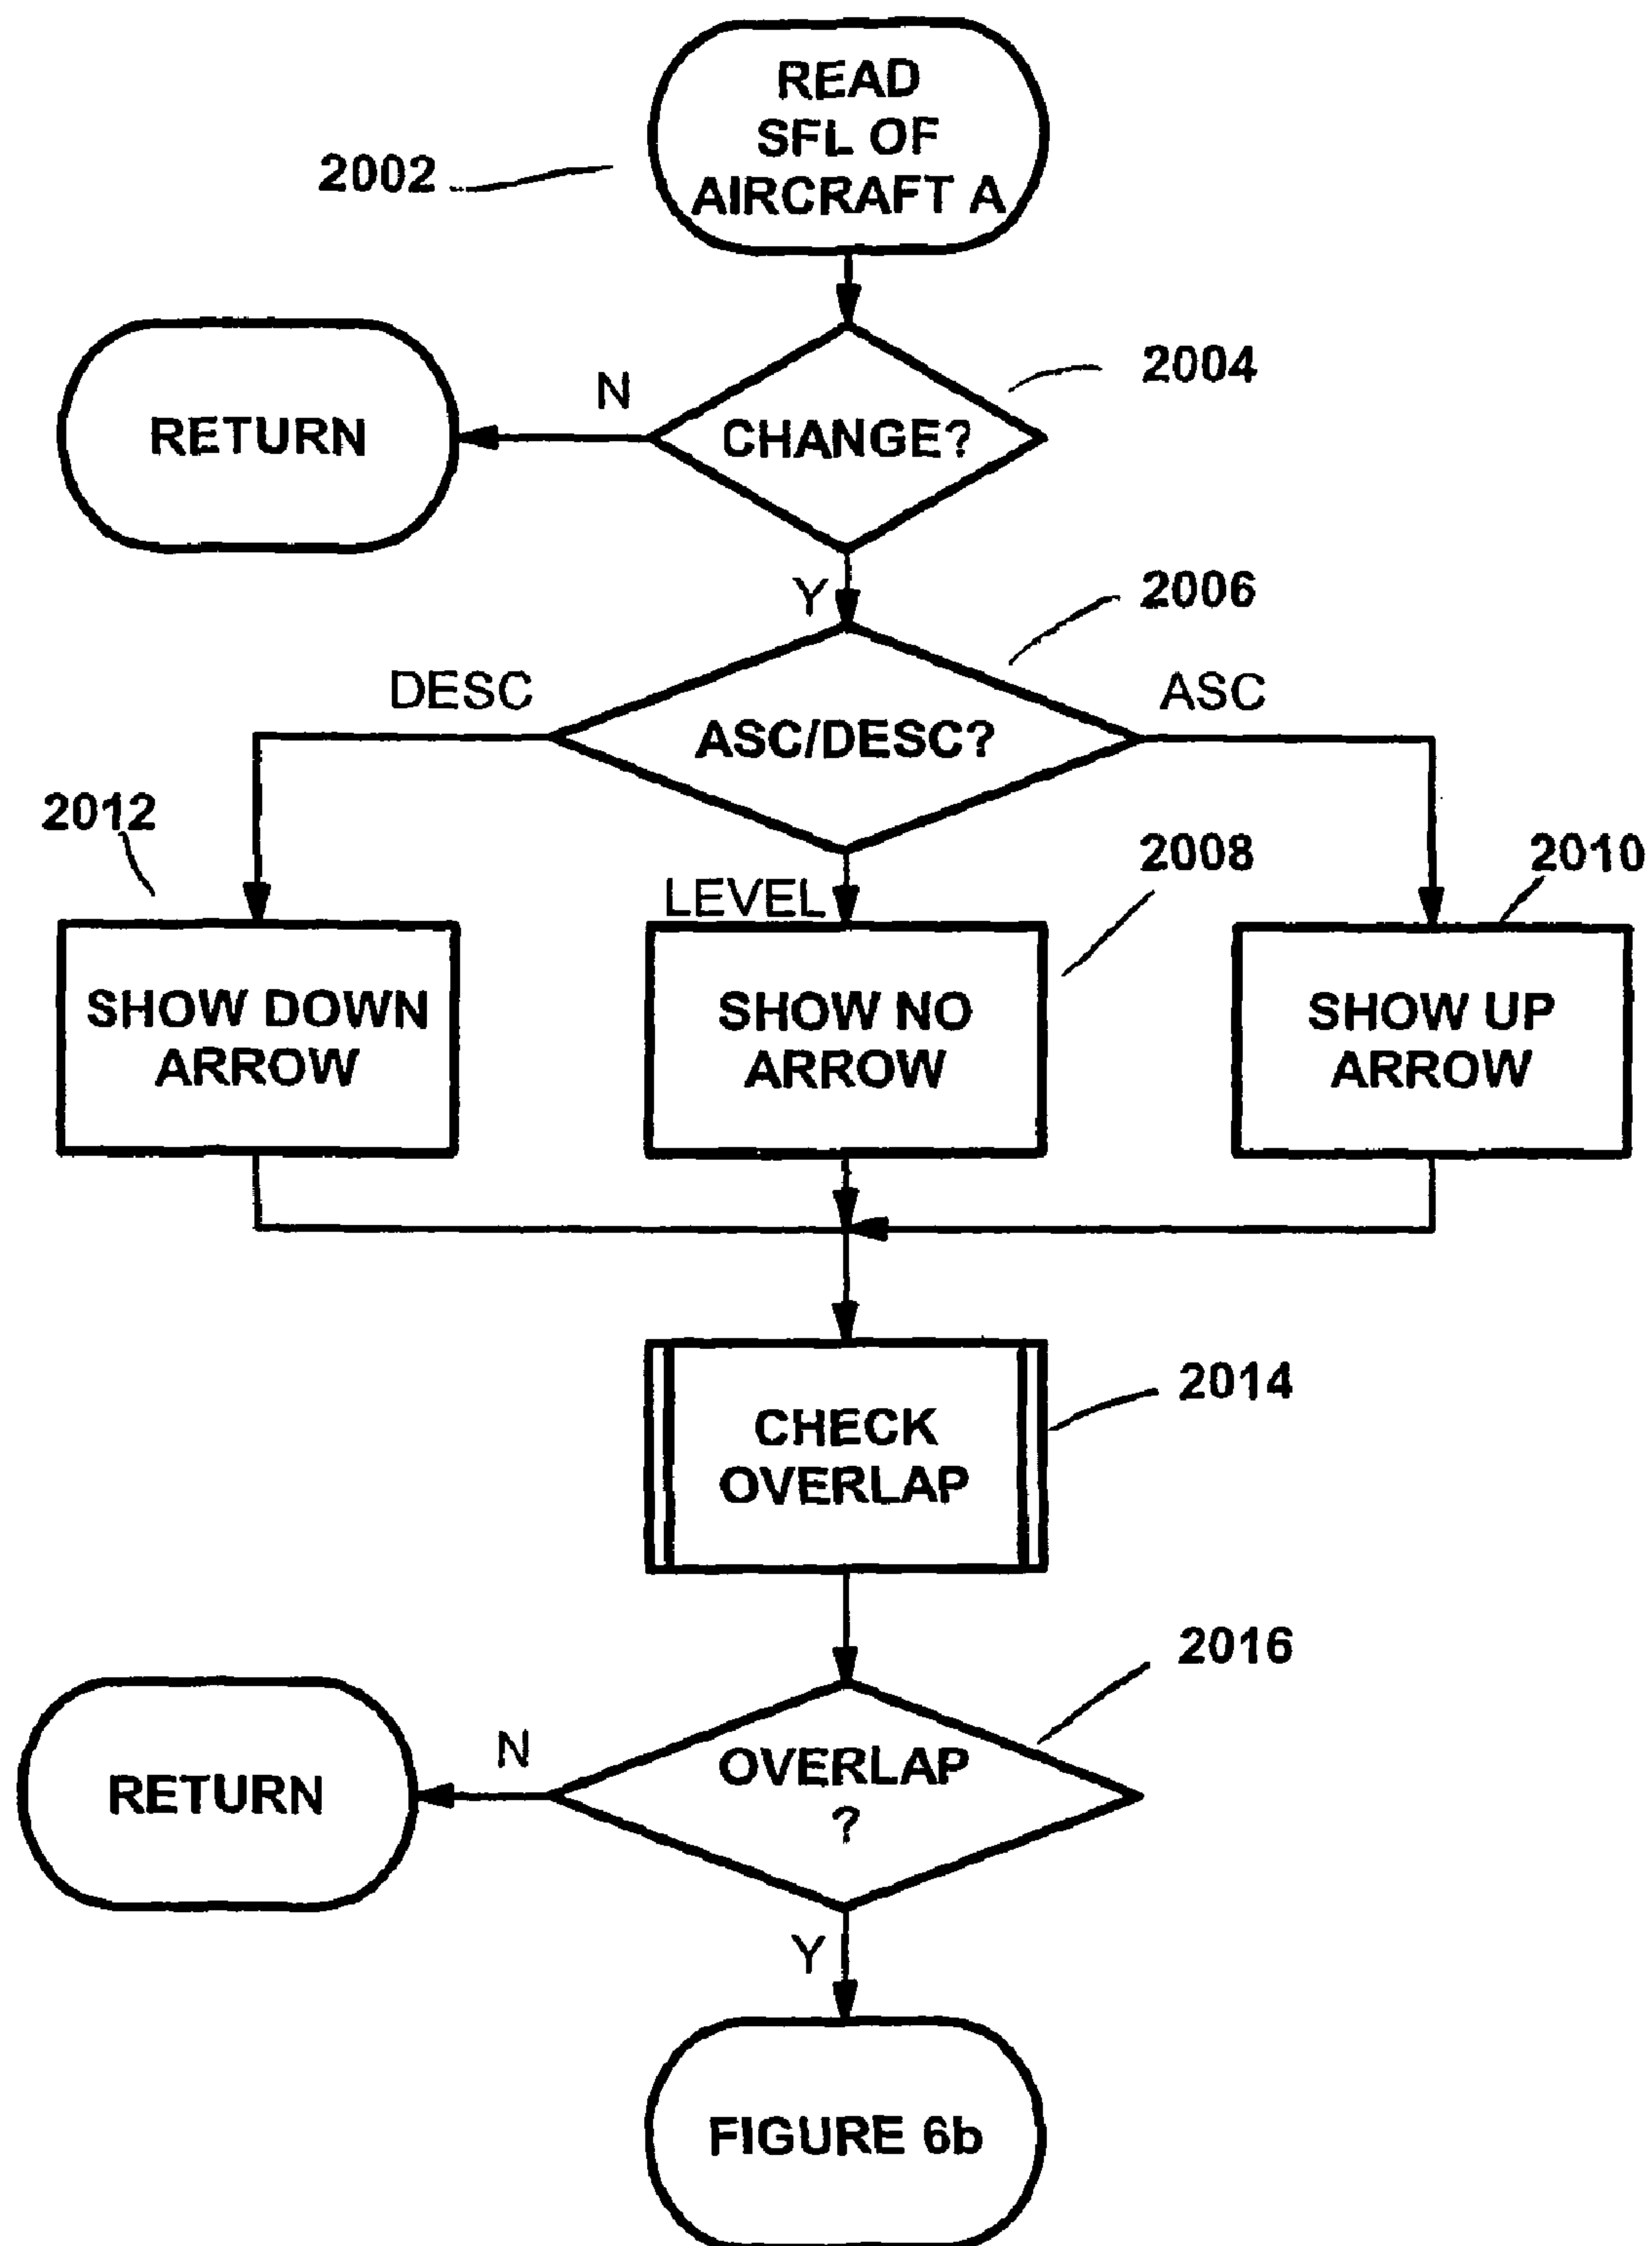 READ
SFL OF
AIRCRAFT A
2002
2004
N
CHANGE?
RETURN
Y
2006
DESC
ASC
ASC/DESC?
2012
2008
2010
LEVEL
SHOW DOWN
ARROW
SHOW NO
ARROW
SHOW UP
ARROW
2014
CHECK
OVERLAP
2016
N
OVERLAP
?
RETURN
Y
FIGURE 6b